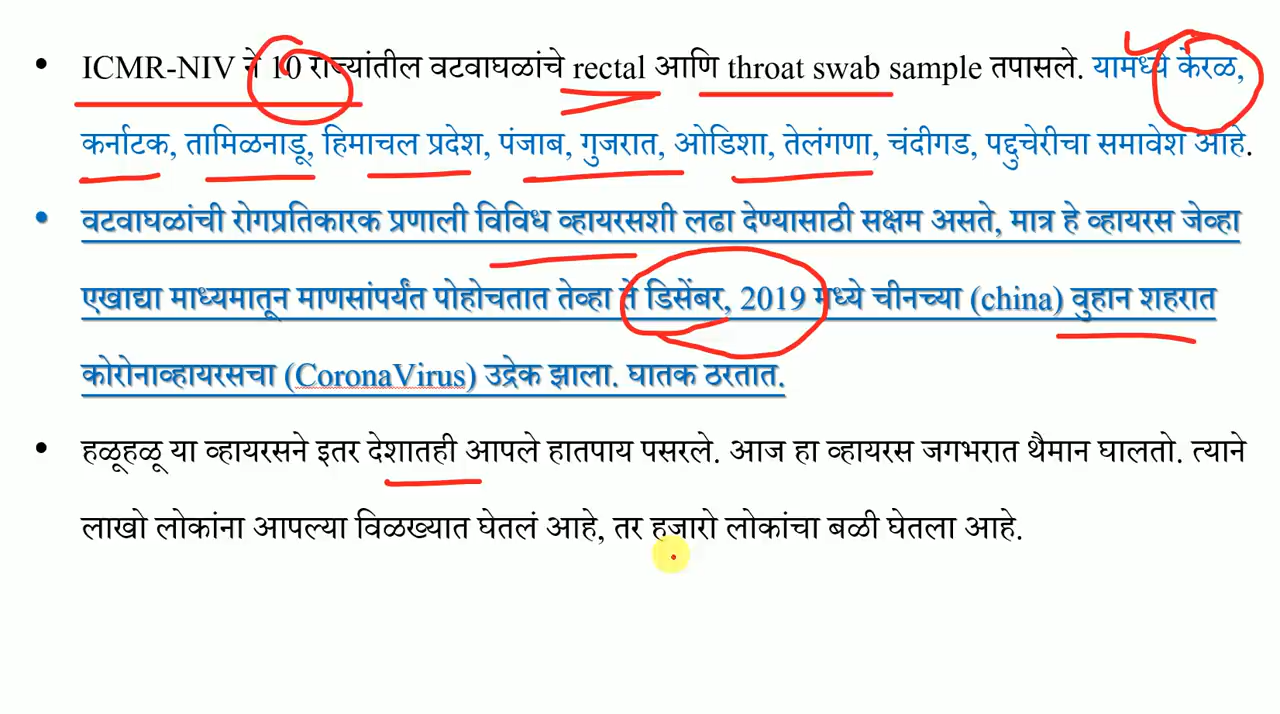 • ICMR-NIV ने 10 राज्यांतील वटवाघळांचे rectal आणि throat swab sample तपासले. यामध्ये केरळ,
कर्नाटक, तामिळनाडू, हिमाचल प्रदेश, पंजाब, गुजरात, ओडिशा, तेलंगणा, चंदीगड, पद्दुचेरीचा समावेश आहे.
• वटवाघळांची रोगप्रतिकारक प्रणाली विविध व्हायरसशी लढा देण्यासाठी सक्षम असते, मात्र हे व्हायरस जेव्हा
एखाद्या माध्यमातून माणसांपर्यंत पोहोचतात तेव्हा ते डिसेंबर, 2019 मध्ये चीनच्या (china) वुहान शहरात
कोरोनाव्हायरसचा (CoronaVirus) उद्रेक झाला. घातक ठरतात.
• हळूहळू या व्हायरसने इतर देशातही आपले हातपाय पसरले. आज हा व्हायरस जगभरात थैमान घालतो. त्याने
लाखो लोकांना आपल्या विळख्यात घेतलं आहे, तर हजारो लोकांचा बळी घेतला आहे.